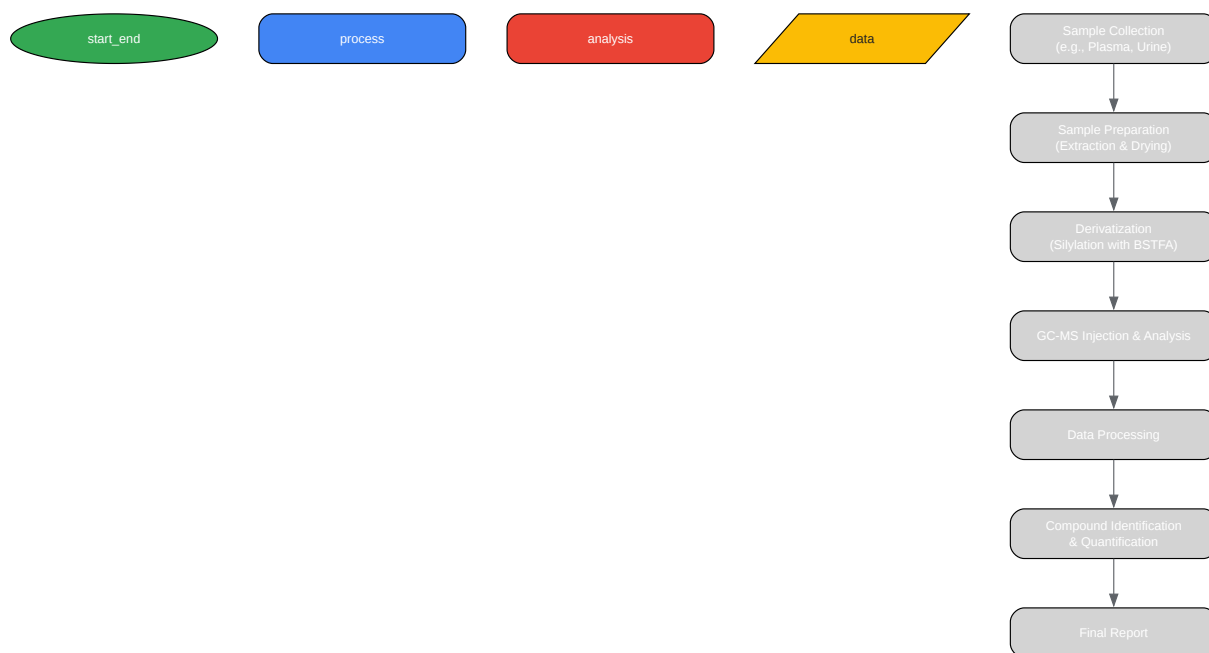 start_end
process
analysis
data
Sample Collection
(e.g., Plasma, Urine)
Sample Preparation
(Extraction & Drying)
Derivatization
(Silylation with BSTFA)
GC-MS Injection & Analysis
Data Processing
Compound Identification
& Quantification
Final Report